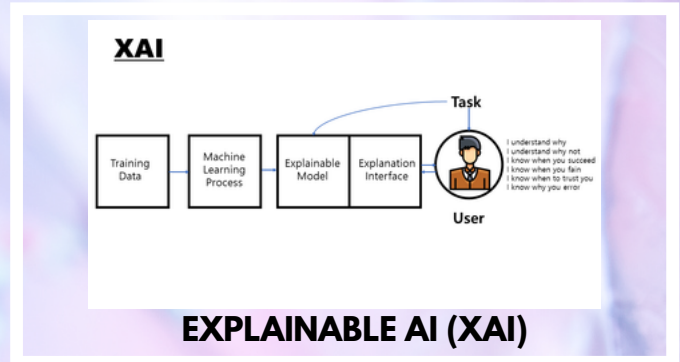 XAI
Task
Training
Data
Machine
Learning
Process
Explainable
Model
Explanation
Interface
I understand why
I understand why not
I know when you succeed
I know when you fain
I know when to trust you
I know why you error
User
EXPLAINABLE AI (XAI)